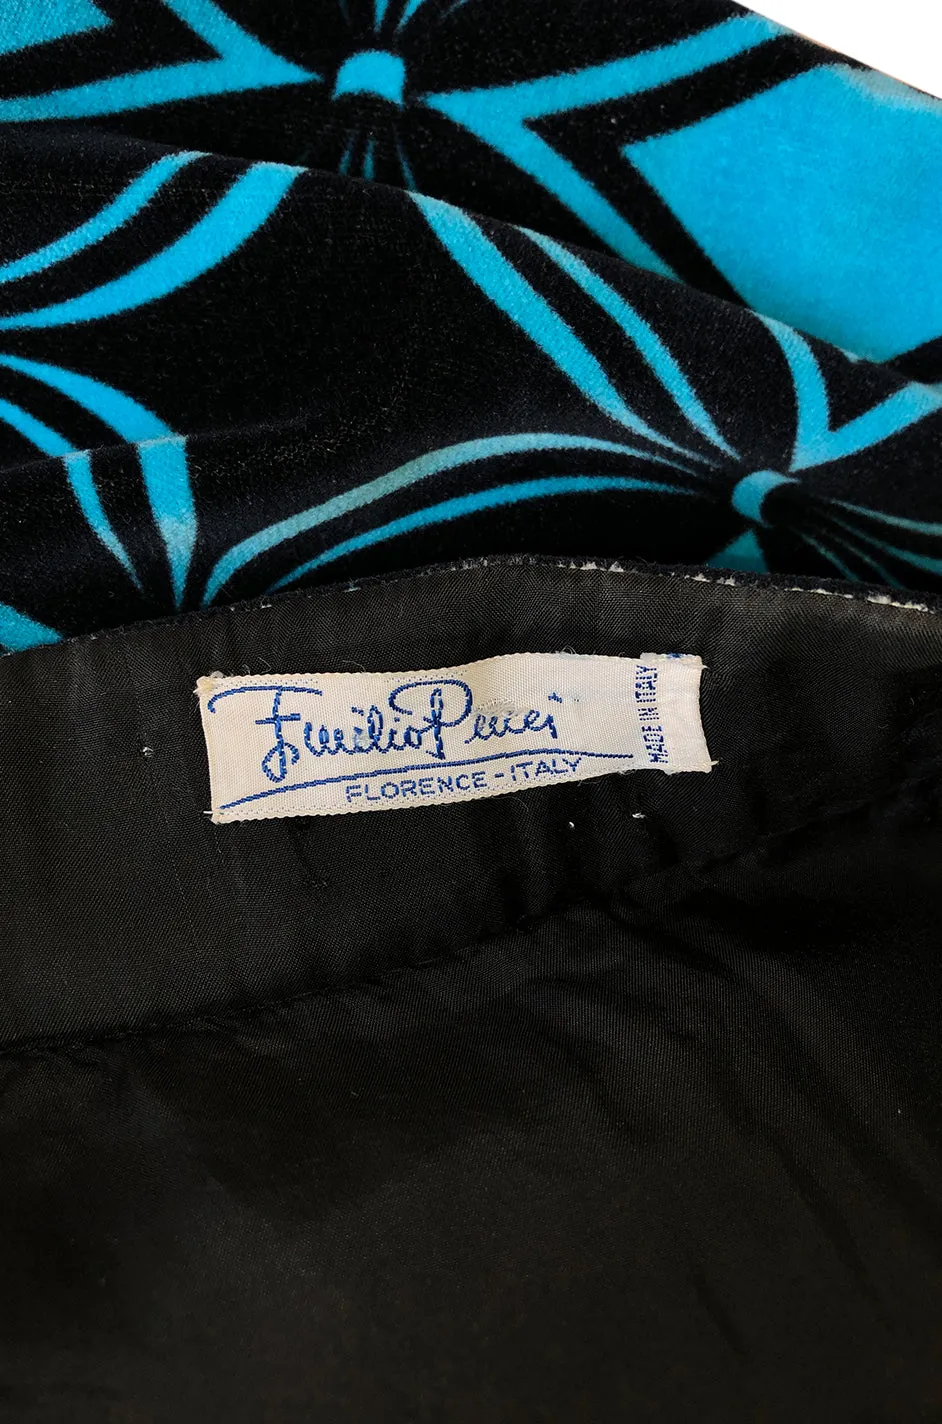 Emilio Pucci
FLORENCE - ITALY
MADE IN ITALY